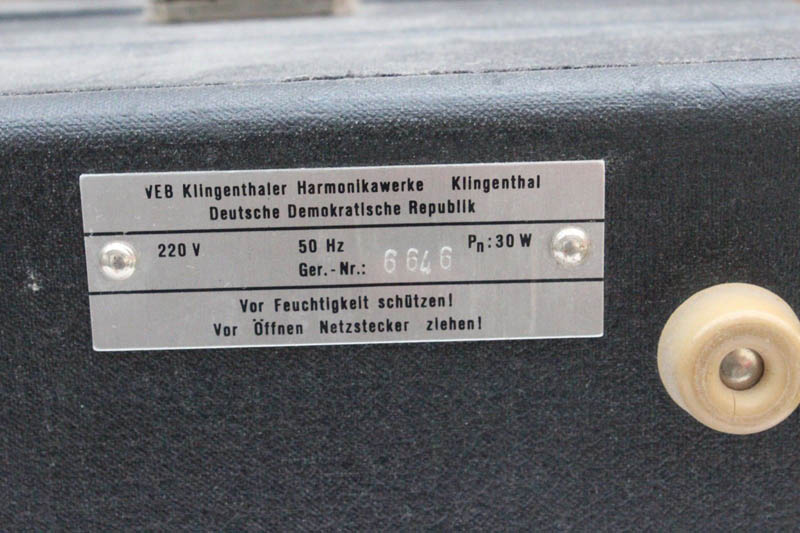 VEB Klingenthaler Harmonikawerke Klingenthal
Deutsche Demokratische Republik
220 V 50 Hz Pn:30 W
Ger.-Nr.: 6646
Vor Feuchtigkeit schützen!
Vor Öffnen Netzstecker ziehen!